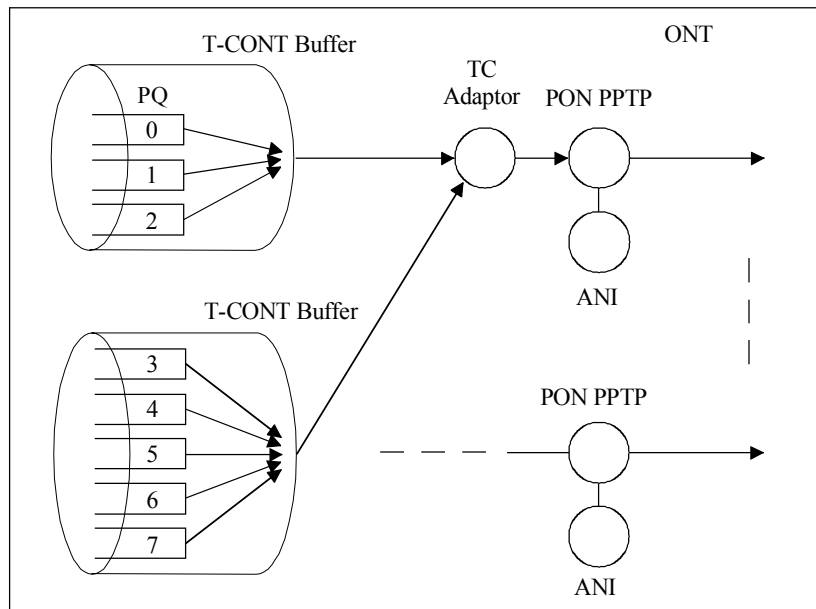 T-CONT Buffer
ONT
TC
Adaptor
PON PPTP
PQ
0
1
2
ANI
T-CONT Buffer
3
4
5
6
7
PON PPTP
ANI